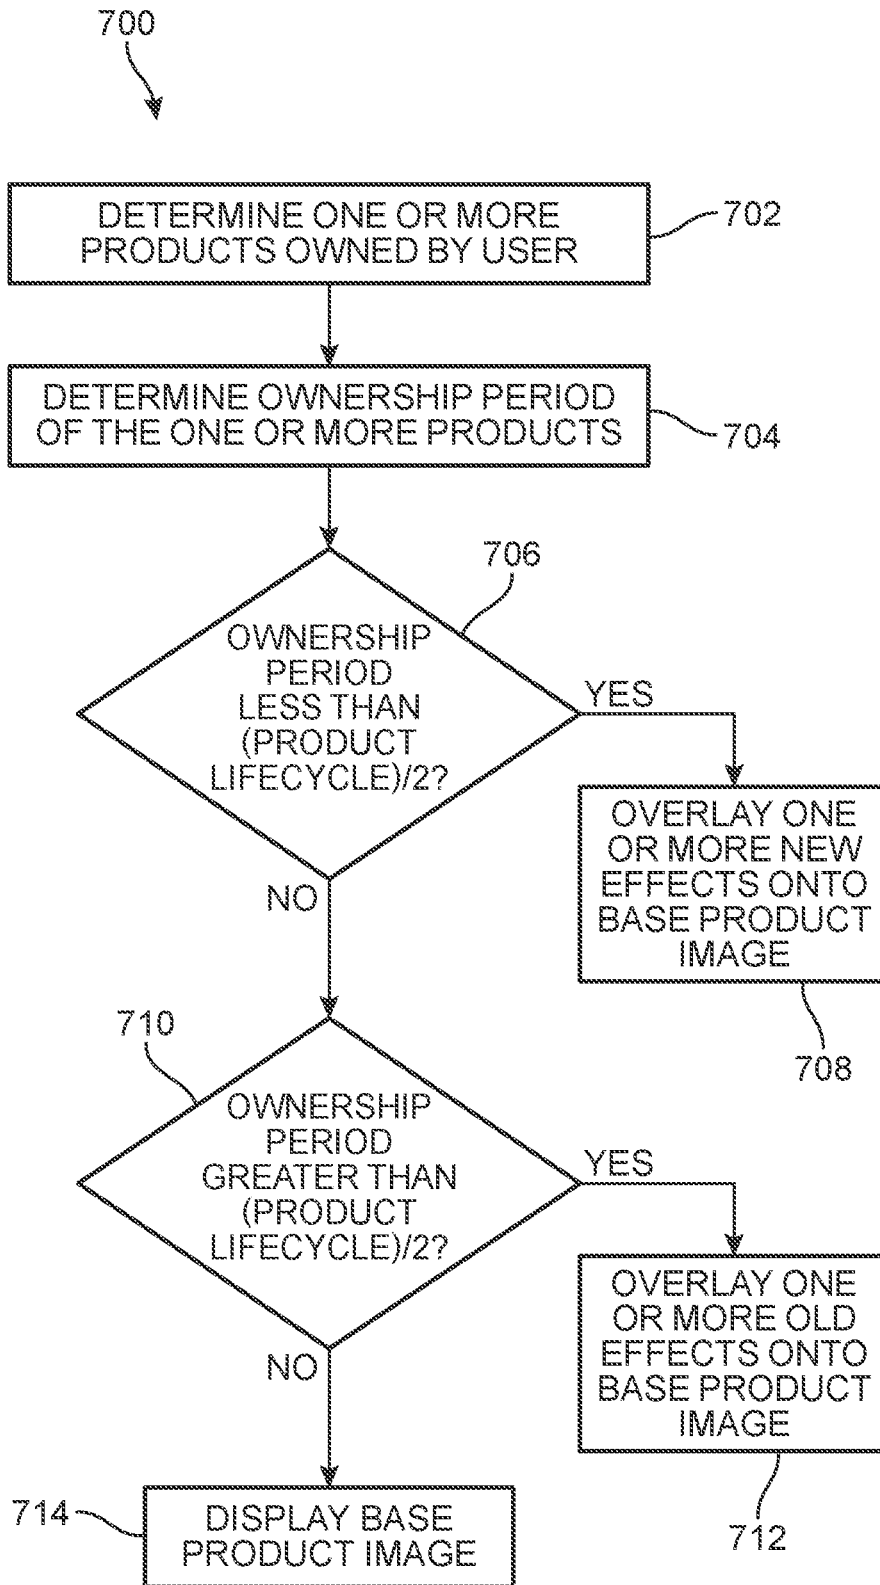 700
DETERMINE ONE OR MORE
PRODUCTS OWNED BY USER
702
DETERMINE OWNERSHIP PERIOD
OF THE ONE OR MORE PRODUCTS
704
706
OWNERSHIP
PERIOD
LESS THAN
(PRODUCT
LIFECYCLE)/2?
YES
NO
OVERLAY ONE
OR MORE NEW
EFFECTS ONTO
BASE PRODUCT
IMAGE
708
710
OWNERSHIP
PERIOD
GREATER THAN
(PRODUCT
LIFECYCLE)/2?
YES
NO
OVERLAY ONE
OR MORE OLD
EFFECTS ONTO
BASE PRODUCT
IMAGE
712
714
DISPLAY BASE
PRODUCT IMAGE